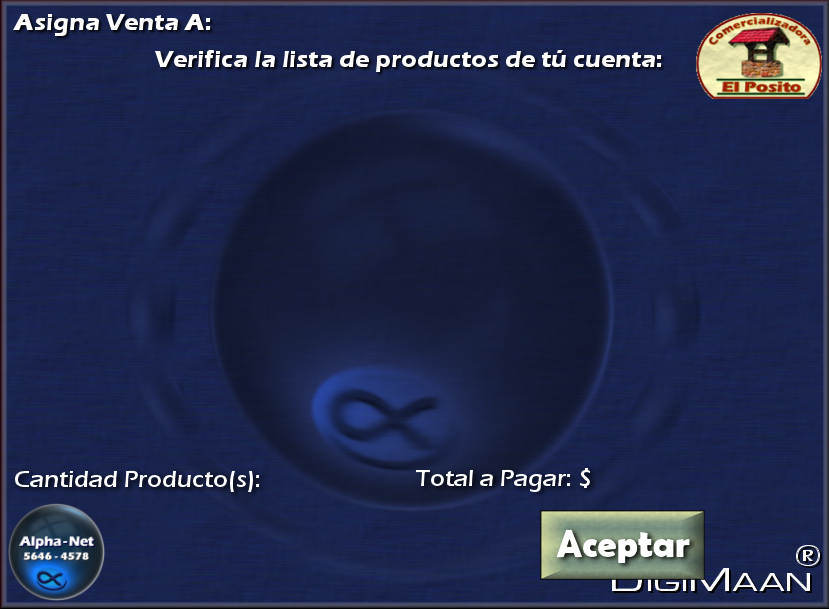 Asigna Venta A:
Verifica la lista de productos de tú cuenta:
Comercializadora
El Posito
Cantidad Producto(s):
Total a Pagar: $
Alpha-Net
5646 - 4578
Aceptar
DIGIMAAN®